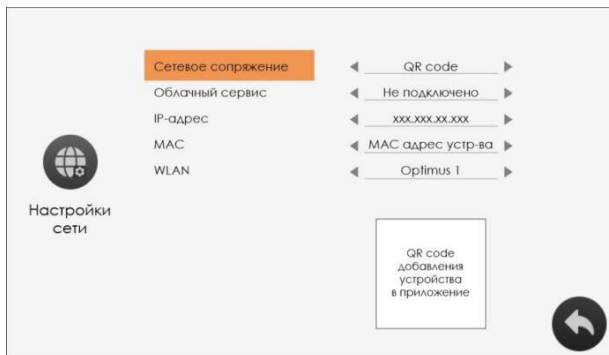 Сетевое сопряжение QR code
Облачный сервис Не подключено
IP-адрес xxx.xxx.xx.xxx
MAC MAC адрес устр-ва
WLAN Optimus 1
Настройки
сети
QR code
добавления
устройства
в приложение